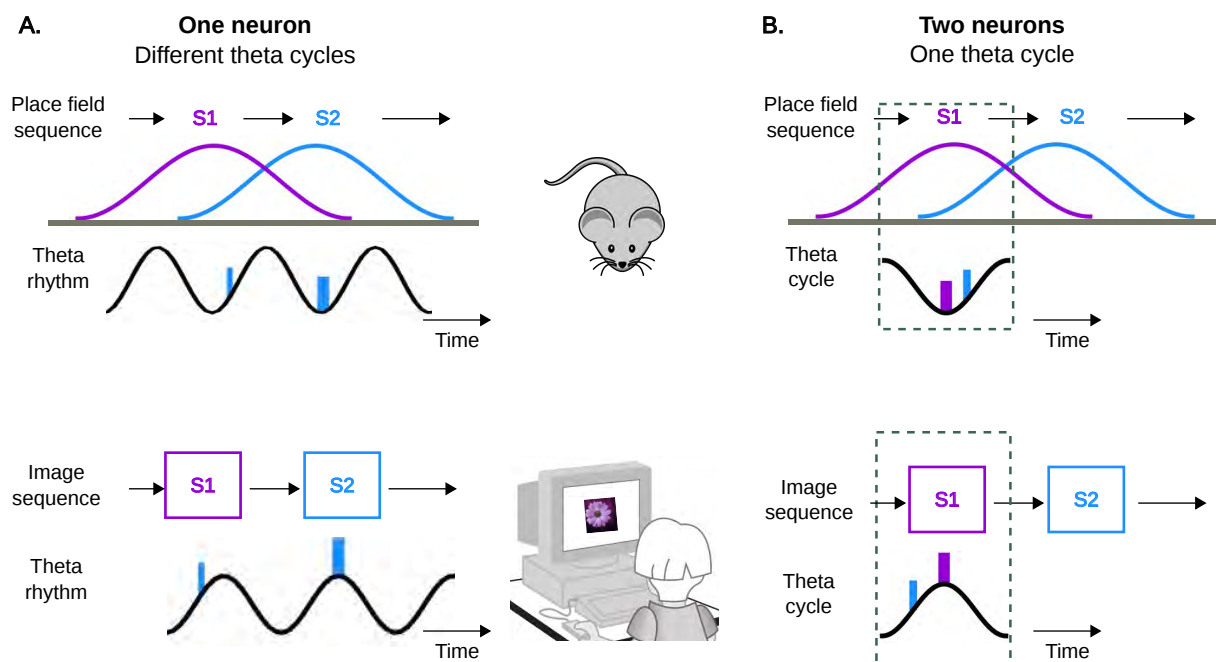 A.
One neuron
Different theta cycles
Place field
sequence
S1
S2
Theta
rhythm
Time
Image
sequence
S1
S2
Theta
rhythm
Time
B.
Two neurons
One theta cycle
Place field
sequence
S1
S2
Theta
cycle
Time
Image
sequence
S1
S2
Theta
cycle
Time